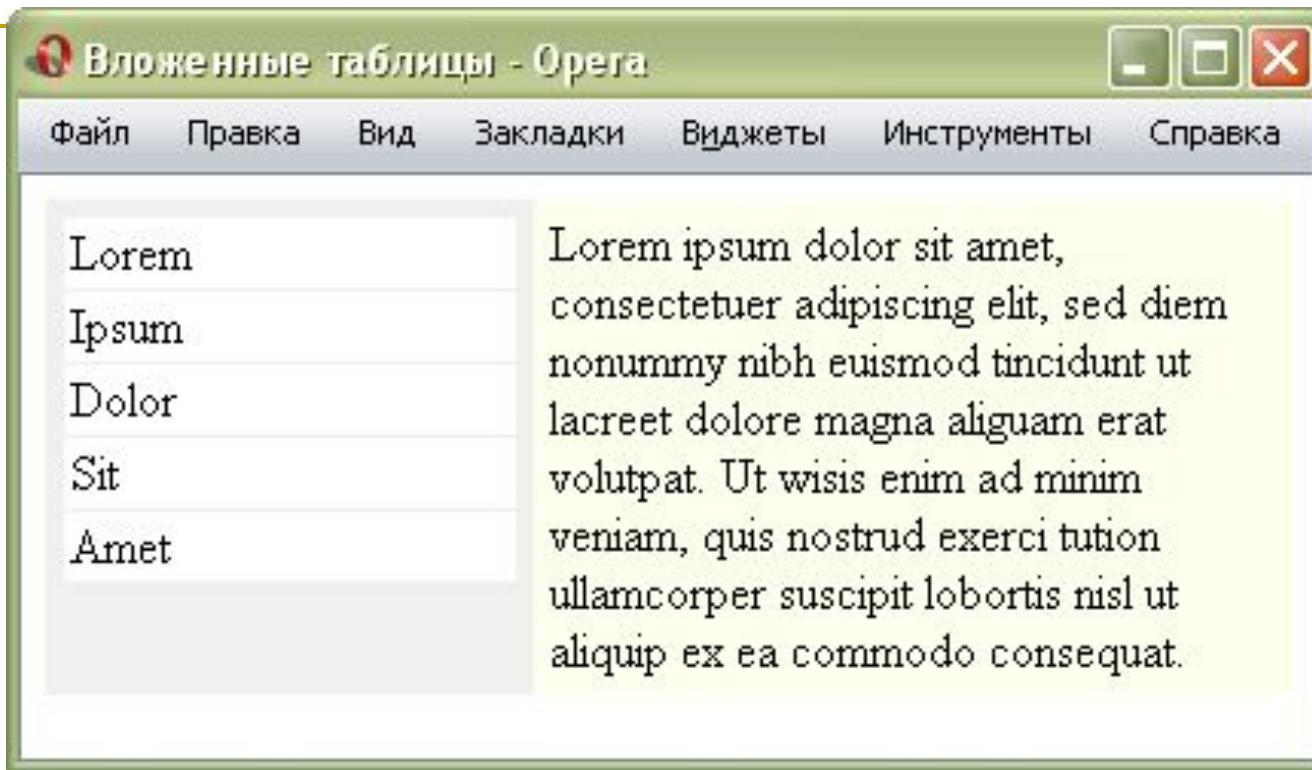 Вложенные таблицы - Opera
Файл Правка Вид Закладки Виджеты Инструменты Справка
Lorem
Ipsum
Dolor
Sit
Amet
Lorem ipsum dolor sit amet,
consectetuer adipiscing elit, sed diem
nonummy nibh euismod tincidunt ut
lacreet dolore magna aliguam erat
volutpat. Ut wisis enim ad minim
veniam, quis nostrud exerci tution
ullamcorper suscipit lobortis nisl ut
aliquip ex ea commodo consequat.